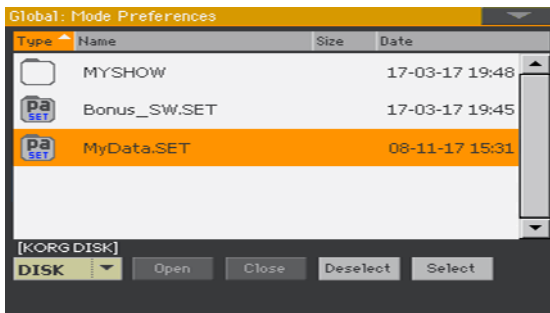 Global: Mode Preferences
Type Name Size Date
MYSHOW 17-03-17 19:48
Pa SET Bonus_SW.SET 17-03-17 19:45
Pa SET MyData.SET 08-11-17 15:31
[KORG DISK]
DISK Open Close Deselect Select